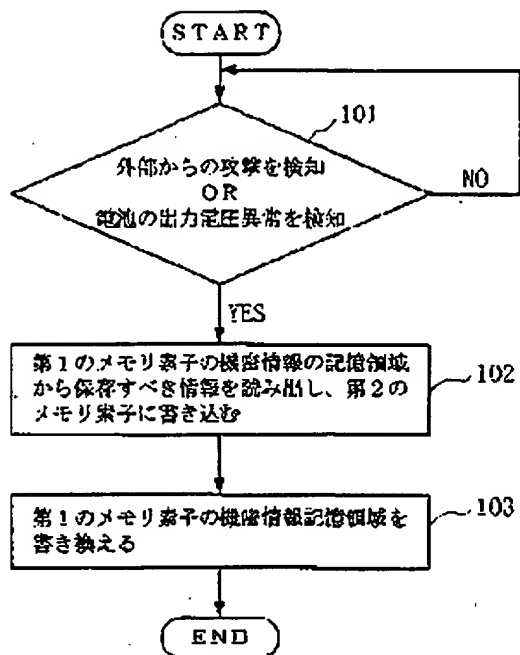 START
101
外部からの攻撃を検知
OR
電池の出力電圧異常を検知
NO
YES
第1のメモリ素子の機密情報の記憶領域
から保存すべき情報を読み出し、第2の
メモリ素子に書き込む
102
第1のメモリ素子の機密情報記憶領域を
書き換える
103
END